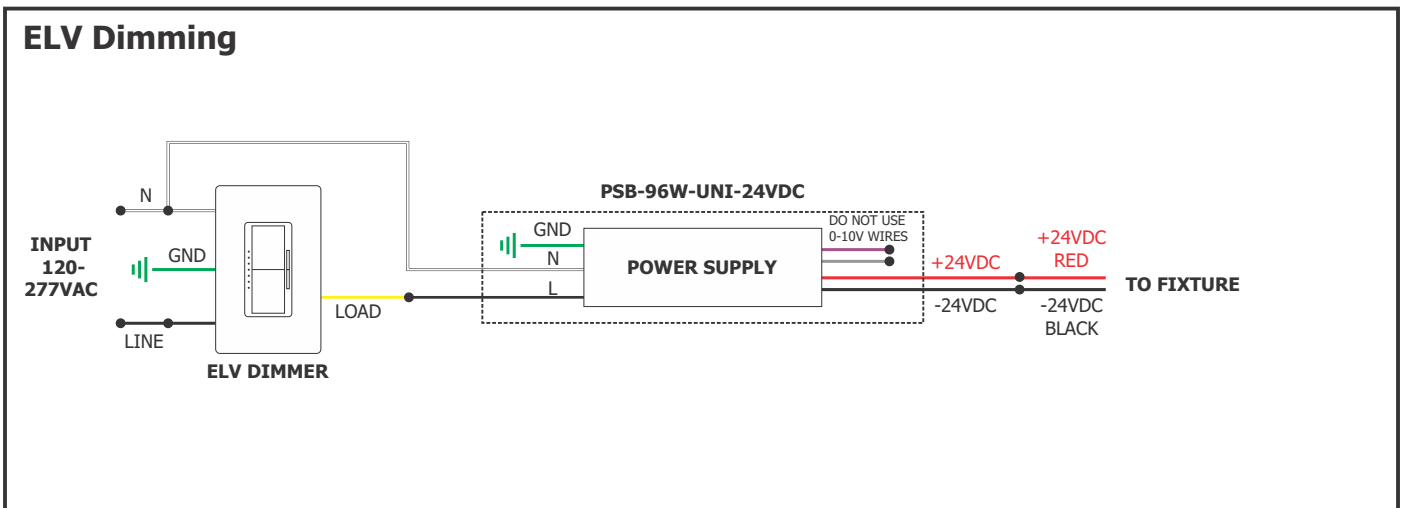 ELV Dimming
N
INPUT
120-
277VAC
GND
LINE
ELV DIMMER
LOAD
PSB-96W-UNI-24VDC
GND
N
L
POWER SUPPLY
DO NOT USE
0-10V WIRES
+24VDC
-24VDC
+24VDC
RED
-24VDC
BLACK
TO FIXTURE